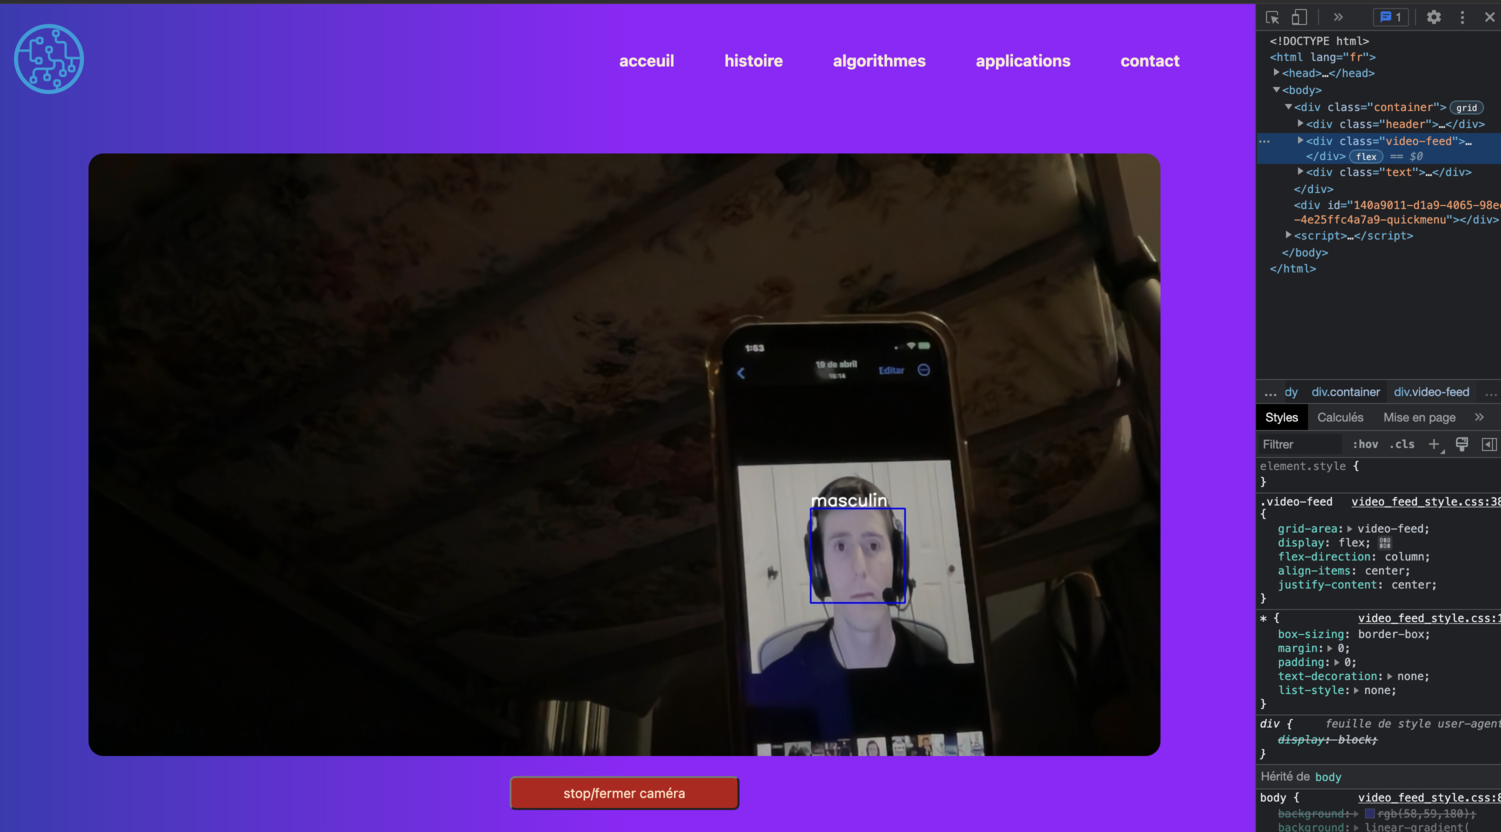 acceuil
histoire
algorithmes
applications
contact
1:53
19 de abril
Editar
masculin
stop/fermer caméra
1
<!DOCTYPE html>
<html lang="fr">
<head>…</head>
<body>
<div class="container"> grid
<div class="header">…</div>
<div class="video-feed">…
</div> flex == $0
<div class="text">…</div>
</div>
<div id="140a9011-d1a9-4065-98e
-4e25ffc4a7a9-quickmenu"></div>
<script>…</script>
</body>
</html>
… dy div.container div.video-feed …
Styles Calculés Mise en page
Filtrer :hov .cls
element.style {
}
.video-feed video_feed_style.css:38
{
grid-area: video-feed;
display: flex;
flex-direction: column;
align-items: center;
justify-content: center;
}
* { video_feed_style.css:1
box-sizing: border-box;
margin: 0;
padding: 0;
text-decoration: none;
list-style: none;
}
div { feuille de style user-agent
display: block;
}
Hérité de body
body { video_feed_style.css:8
background: rgb(58,59,180);
background: linear-gradient(